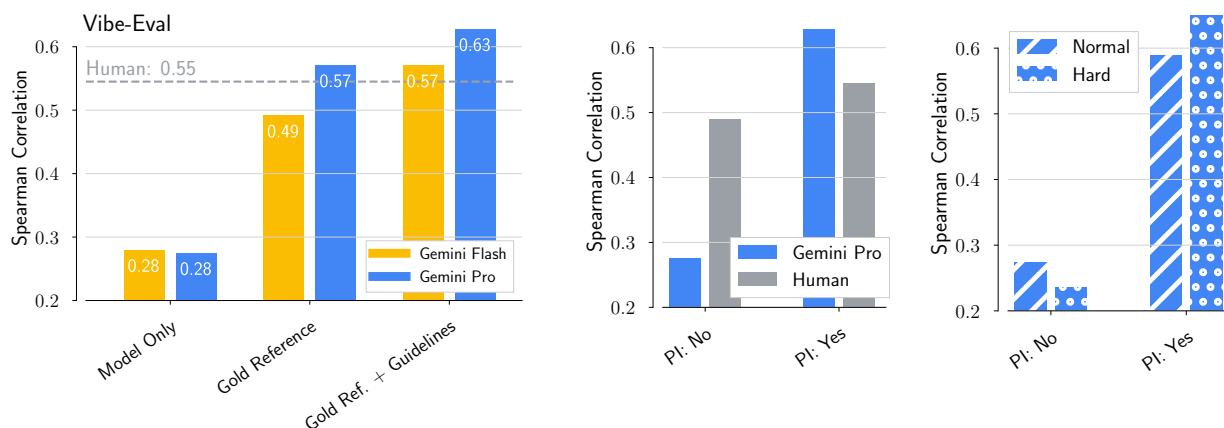 Vibe-Eval
Spearman Correlation
0.6
0.5
0.4
0.3
0.2
Human: 0.55
0.28
0.28
0.49
0.57
0.57
0.63
Gemini Flash
Gemini Pro
Model Only
Gold Reference
Gold Ref. + Guidelines
Spearman Correlation
0.6
0.5
0.4
0.3
0.2
Gemini Pro
Human
PI: No
PI: Yes
Spearman Correlation
0.6
0.5
0.4
0.3
0.2
Normal
Hard
PI: No
PI: Yes